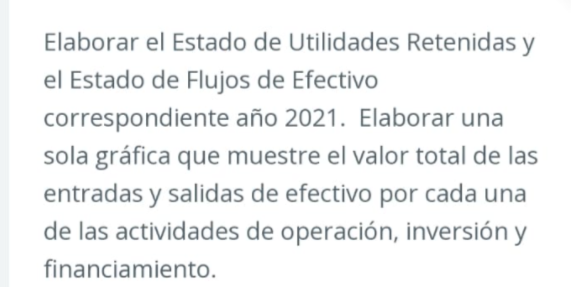 Elaborar el Estado de Utilidades Retenidas y
el Estado de Flujos de Efectivo
correspondiente año 2021.  Elaborar una
sola gráfica que muestre el valor total de las
entradas y salidas de efectivo por cada una
de las actividades de operación, inversión y
financiamiento.